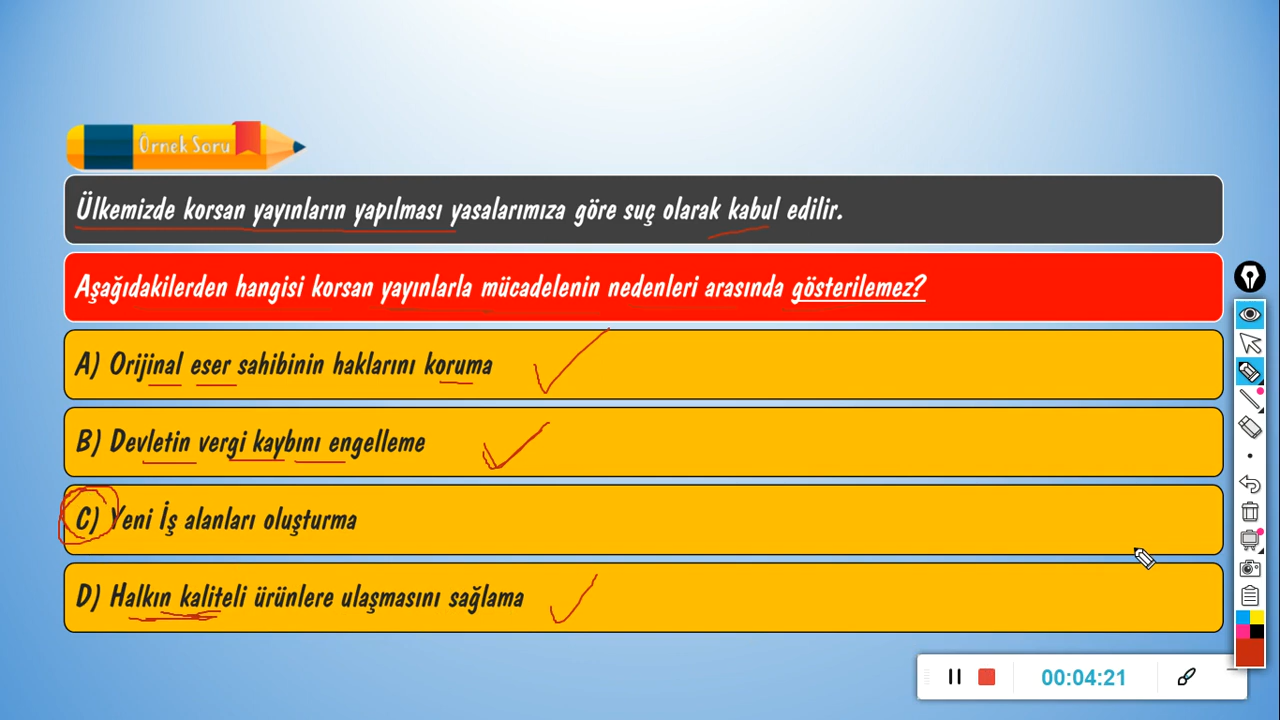 Örnek Soru
Ülkemizde korsan yayınların yapılması yasalarımıza göre suç olarak kabul edilir.
Aşağıdakilerden hangisi korsan yayınlarla mücadelenin nedenleri arasında gösterilemez?
A) Orijinal eser sahibinin haklarını koruma
B) Devletin vergi kaybını engelleme
C) Yeni İş alanları oluşturma
D) Halkın kaliteli ürünlere ulaşmasını sağlama
00:04:21